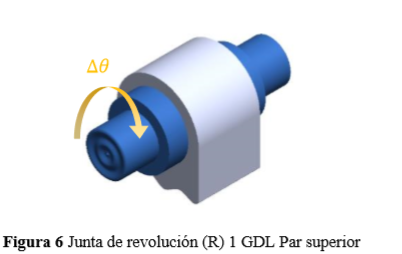 Δθ
Figura 6 Junta de revolución (R) 1 GDL Par superior